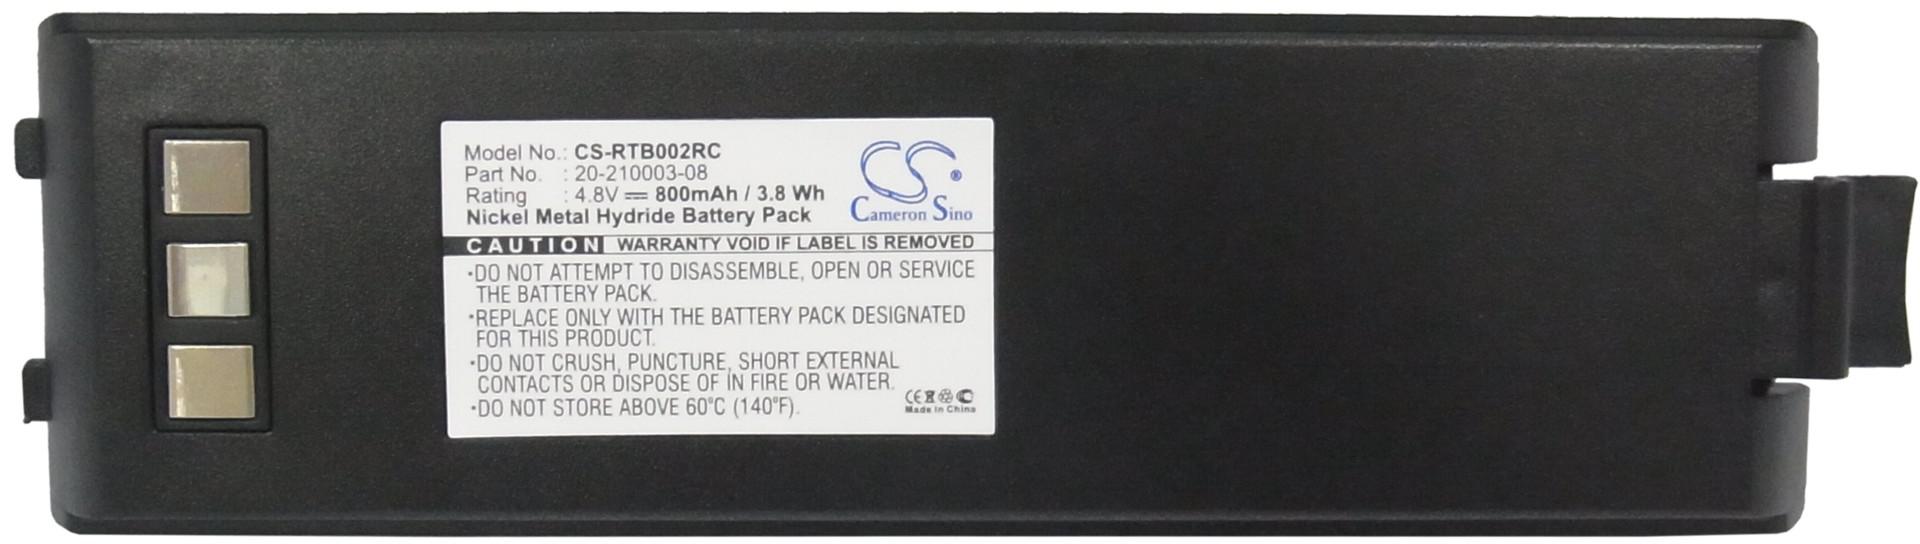 Model No.: CS-RTB002RC
Part No. : 20-210003-08
Rating : 4.8V ⎓ 800mAh / 3.8 Wh
Nickel Metal Hydride Battery Pack
CS®
Cameron Sino
CAUTION WARRANTY VOID IF LABEL IS REMOVED
·DO NOT ATTEMPT TO DISASSEMBLE, OPEN OR SERVICE
THE BATTERY PACK.
·REPLACE ONLY WITH THE BATTERY PACK DESIGNATED
FOR THIS PRODUCT.
·DO NOT CRUSH, PUNCTURE, SHORT EXTERNAL
CONTACTS OR DISPOSE OF IN FIRE OR WATER.
·DO NOT STORE ABOVE 60°C (140°F).
CE
Made in China